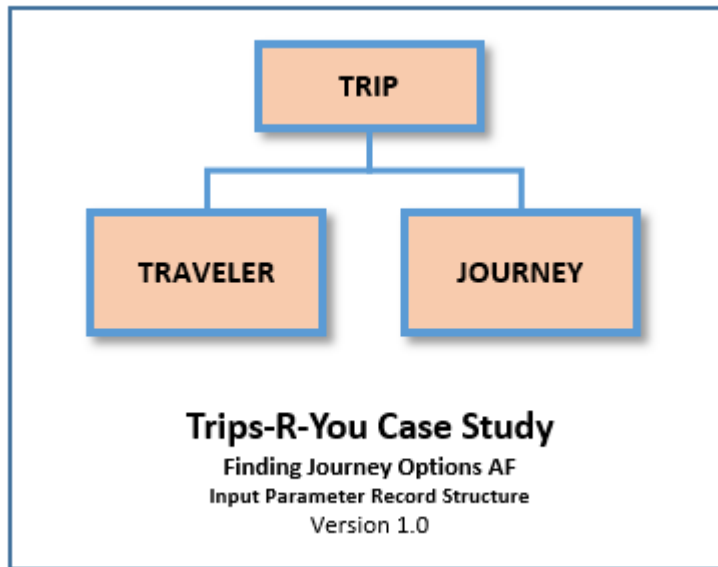 TRIP
TRAVELER
JOURNEY
Trips-R-You Case Study
Finding Journey Options AF
Input Parameter Record Structure
Version 1.0